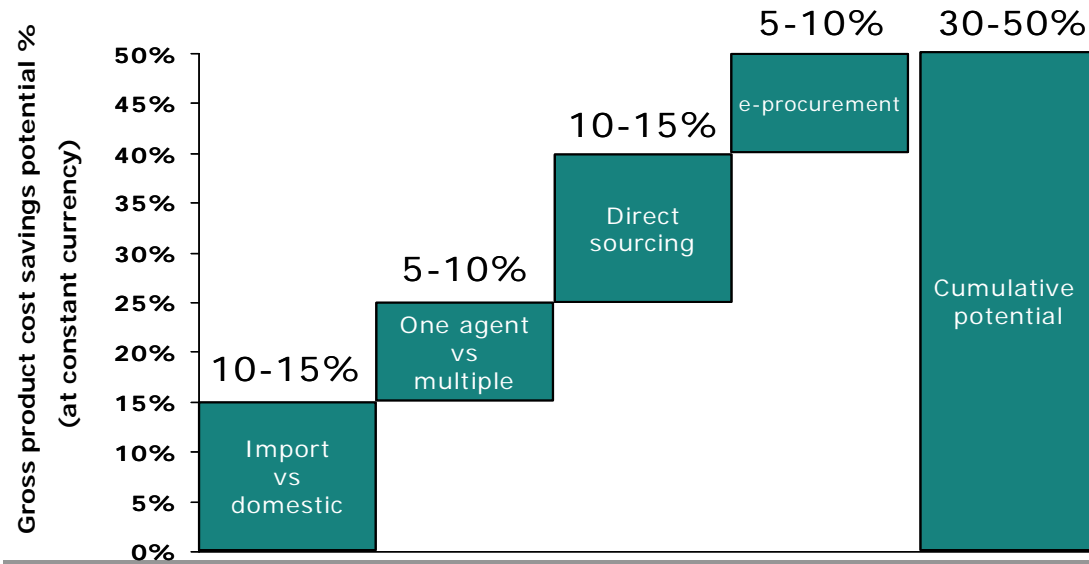 Gross product cost savings potential %
(at constant currency)
50%
45%
40%
35%
30%
25%
20%
15%
10%
5%
0%
10-15%
Import
vs
domestic
5-10%
One agent
vs
multiple
10-15%
Direct
sourcing
5-10%
e-procurement
30-50%
Cumulative
potential